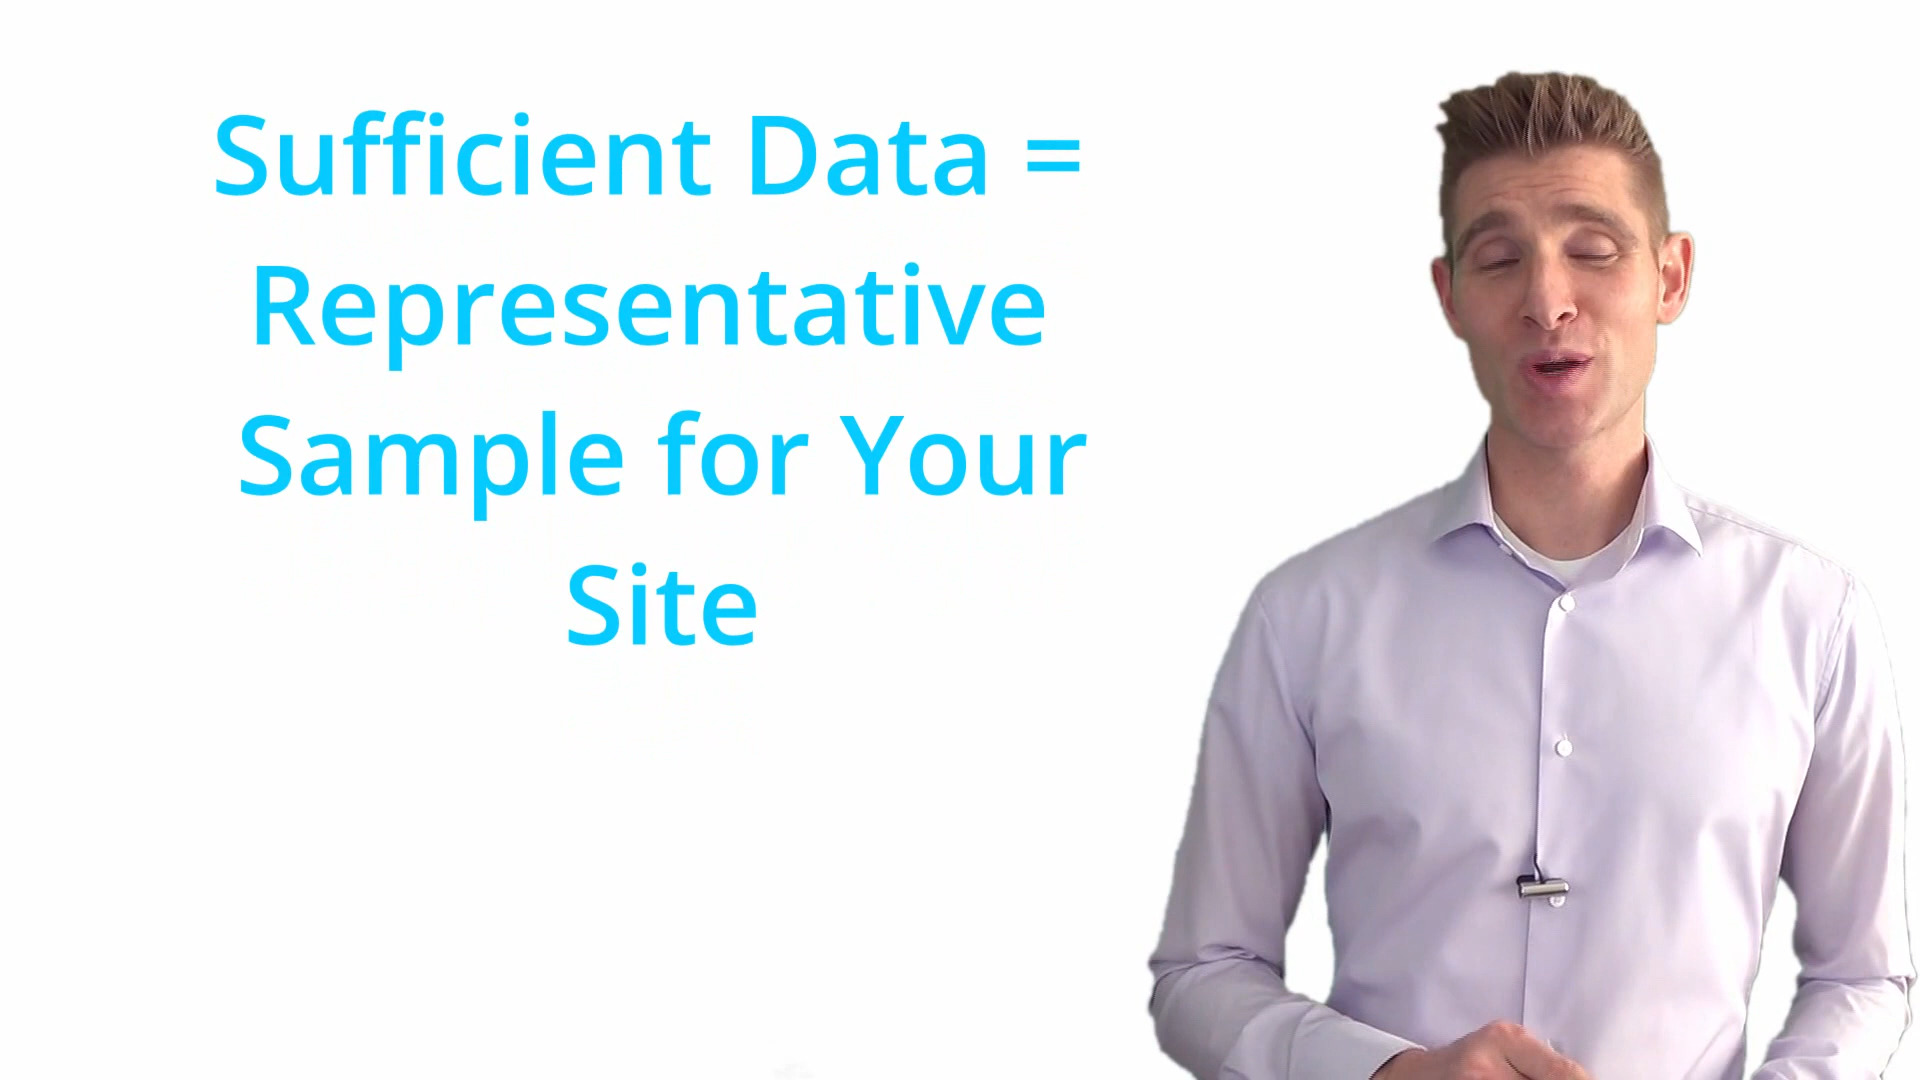 Sufficient Data =
Representative
Sample for Your
Site